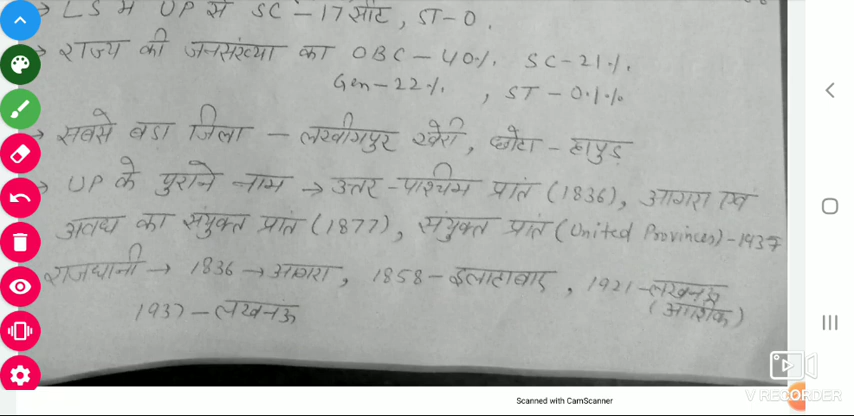 → LS में UP से SC - 17 सीट, ST - 0.
→ राज्य की जनसंख्या का OBC - 40%, SC - 21%,
Gen - 22%, ST - 0.1%
→ सबसे बड़ा जिला - लखीमपुर खीरी, छोटा - हापुड़
→ UP के पुराने नाम → उत्तर-पश्चिम प्रांत (1836), आगरा एवं
अवध का संयुक्त प्रांत (1877), संयुक्त प्रांत (United Provinces) - 1937
राजधानी → 1836 → आगरा, 1858 - इलाहाबाद, 1921 - लखनऊ
(आंशिक)
1937 - लखनऊ
Scanned with CamScanner
V RECORDER